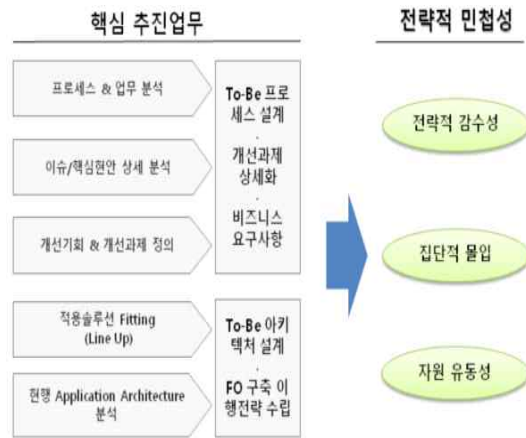 핵심 추진업무
전략적 민첩성
프로세스 & 업무 분석
이슈/핵심현안 상세 분석
개선기회 & 개선과제 정의
To-Be 프로
세스 설계
·
개선과제
상세화
·
비즈니스
요구사항
적용솔루션 Fitting
(Line Up)
현행 Application Architecture
분석
To-Be 아키
텍처 설계
·
FO 구축 이
행전략 수립
전략적 감수성
집단적 몰입
자원 유동성